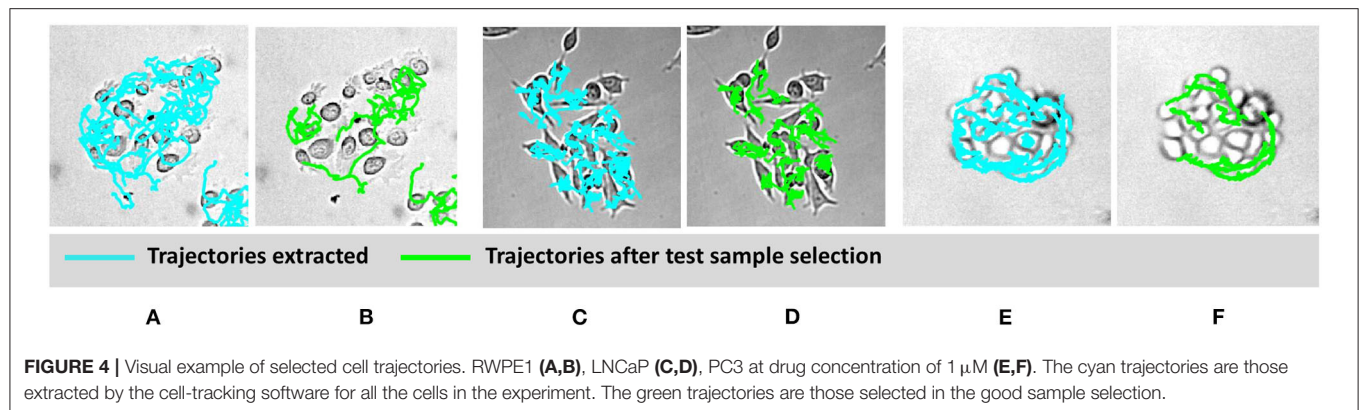 Trajectories extracted Trajectories after test sample selection
A B C D E F
FIGURE 4 | Visual example of selected cell trajectories. RWPE1 (A,B), LNCaP (C,D), PC3 at drug concentration of 1 μM (E,F). The cyan trajectories are those
extracted by the cell-tracking software for all the cells in the experiment. The green trajectories are those selected in the good sample selection.